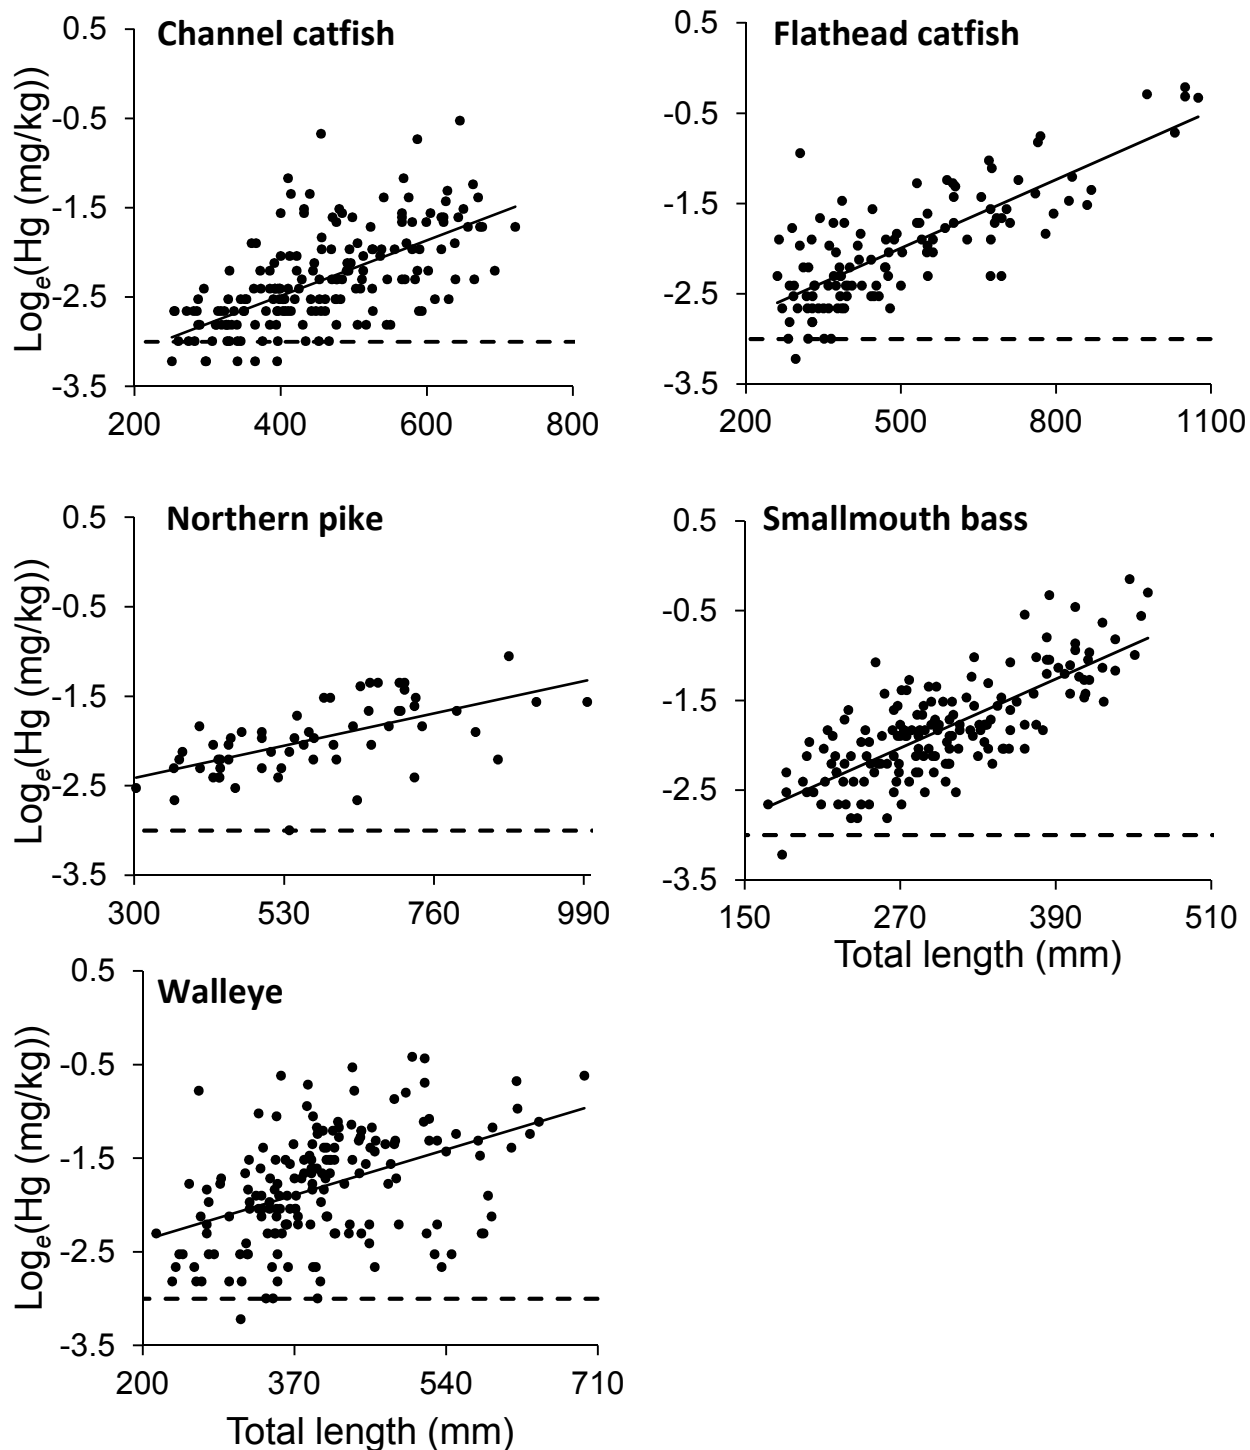 Channel catfish
Log_e(Hg (mg/kg))
0.5
-0.5
-1.5
-2.5
-3.5
200 400 600 800
Flathead catfish
0.5
-0.5
-1.5
-2.5
-3.5
200 500 800 1100
Northern pike
Log_e(Hg (mg/kg))
0.5
-0.5
-1.5
-2.5
-3.5
300 530 760 990
Smallmouth bass
0.5
-0.5
-1.5
-2.5
-3.5
150 270 390 510
Total length (mm)
Walleye
Log_e(Hg (mg/kg))
0.5
-0.5
-1.5
-2.5
-3.5
200 370 540 710
Total length (mm)